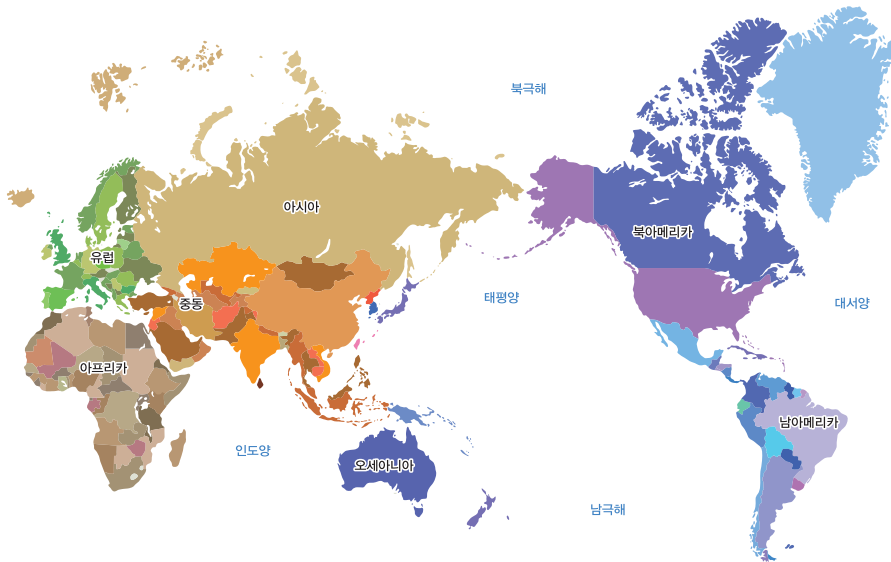 북극해
아시아
북아메리카
유럽
중동
태평양
대서양
아프리카
남아메리카
인도양
오세아니아
남극해